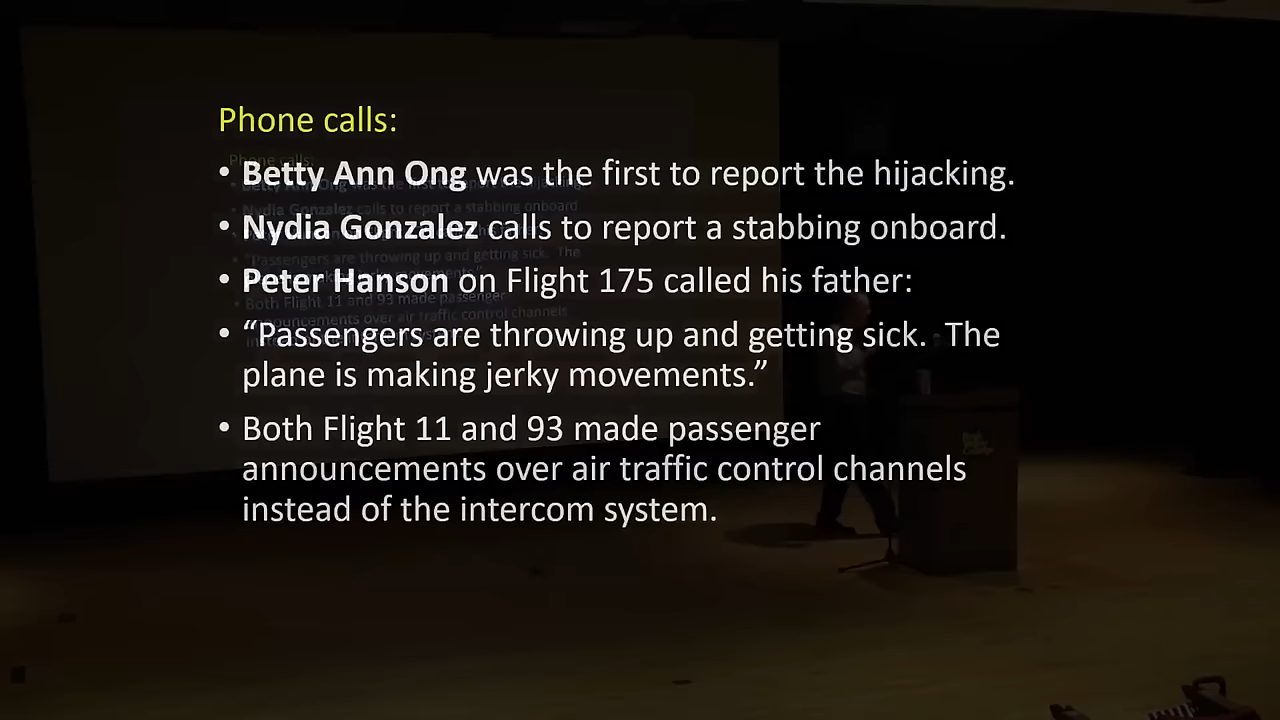 Phone calls:
• Betty Ann Ong was the first to report the hijacking.
• Nydia Gonzalez calls to report a stabbing onboard.
• Peter Hanson on Flight 175 called his father:
• “Passengers are throwing up and getting sick.  The
plane is making jerky movements.”
• Both Flight 11 and 93 made passenger
announcements over air traffic control channels
instead of the intercom system.